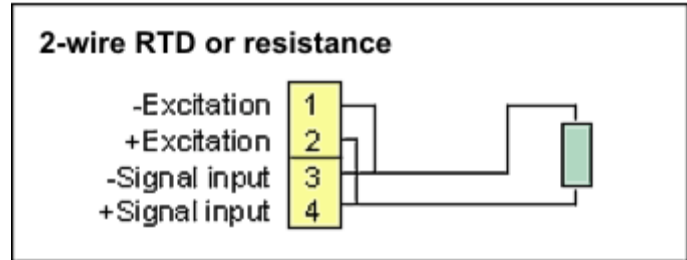 2-wire RTD or resistance
-Excitation 1
+Excitation 2
-Signal input 3
+Signal input 4